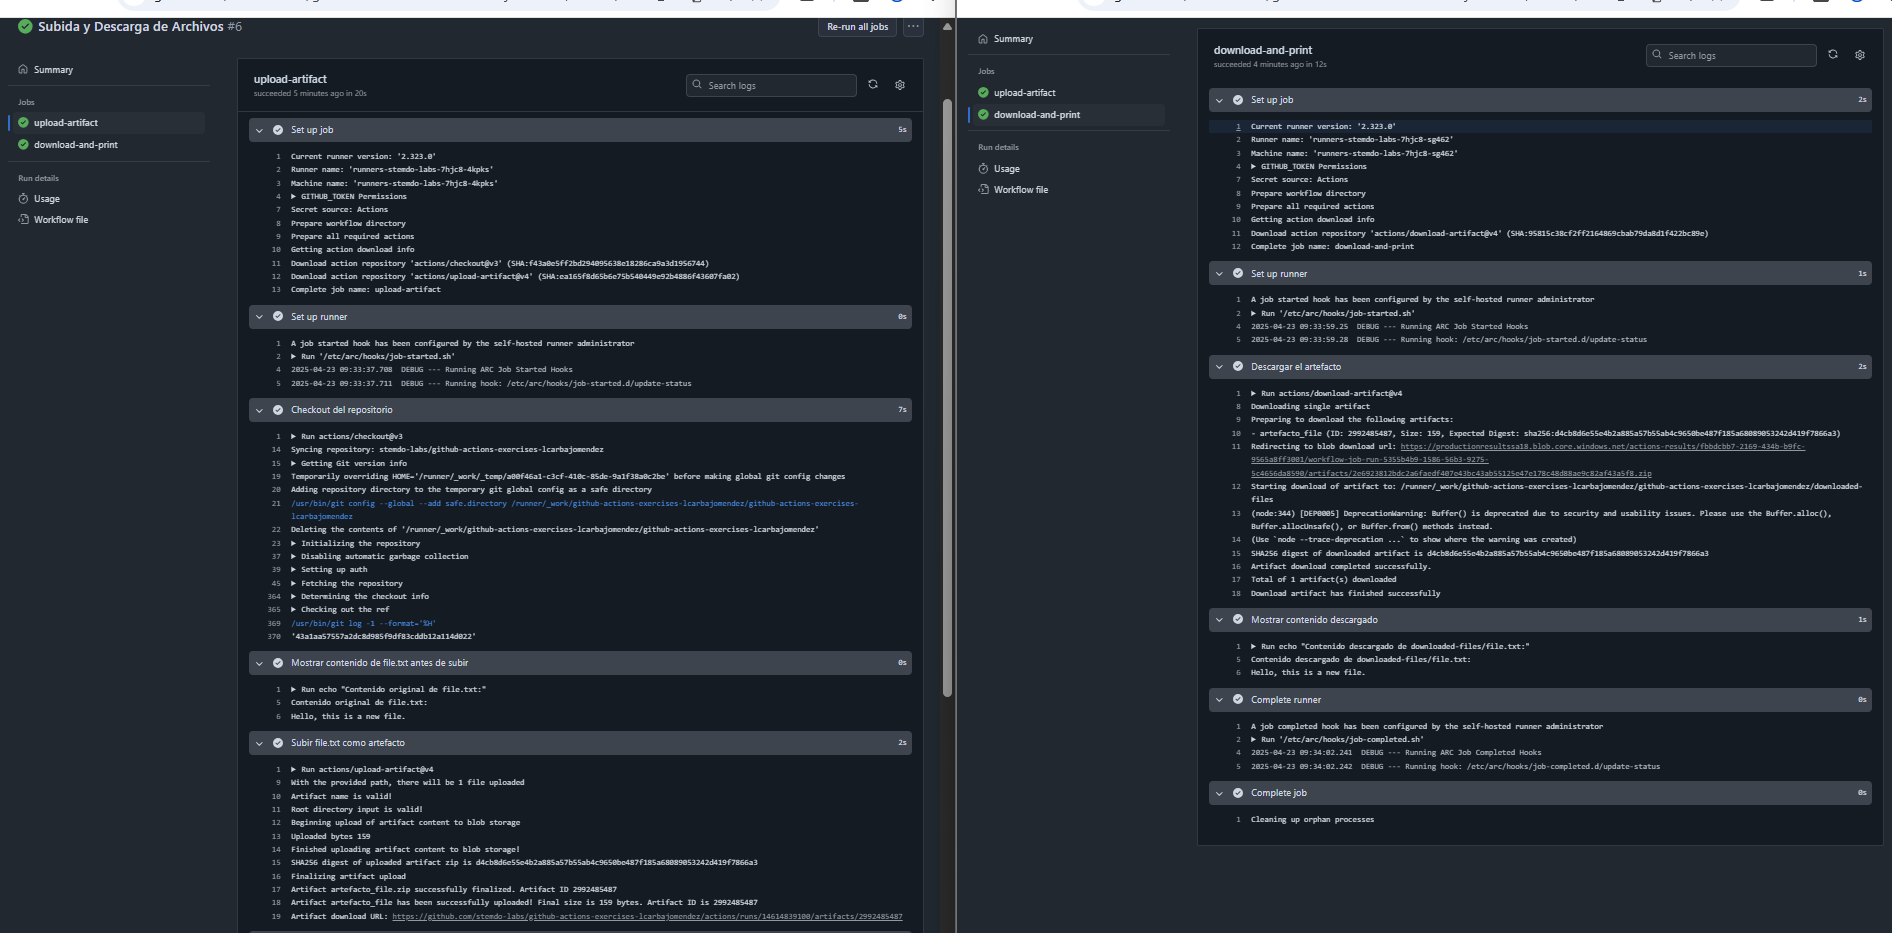 Subida y Descarga de Archivos #6
Re-run all jobs
Summary
Jobs
upload-artifact
download-and-print
Run details
Usage
Workflow file
upload-artifact
succeeded 5 minutes ago in 20s
Search logs
Set up job 5s
1 Current runner version: '2.323.0'
2 Runner name: 'runners-stemdo-labs-7hjc8-4kpks'
3 Machine name: 'runners-stemdo-labs-7hjc8-4kpks'
4 ▶ GITHUB_TOKEN Permissions
7 Secret source: Actions
8 Prepare workflow directory
9 Prepare all required actions
10 Getting action download info
11 Download action repository 'actions/checkout@v3' (SHA:f43a0e5ff2bd294095638e18286ca9a3d1956744)
12 Download action repository 'actions/upload-artifact@v4' (SHA:ea165f8d65b6e75b540449e92b4886f43607fa02)
13 Complete job name: upload-artifact
Set up runner 0s
1 A job started hook has been configured by the self-hosted runner administrator
2 ▶ Run '/etc/arc/hooks/job-started.sh'
4 2025-04-23 09:33:37.708 DEBUG --- Running ARC Job Started Hooks
5 2025-04-23 09:33:37.711 DEBUG --- Running hook: /etc/arc/hooks/job-started.d/update-status
Checkout del repositorio 7s
1 ▶ Run actions/checkout@v3
14 Syncing repository: stemdo-labs/github-actions-exercises-lcarbajomendez
15 ▶ Getting Git version info
19 Temporarily overriding HOME='/runner/_work/_temp/a00f46a1-c3cf-410c-85de-9a1f38a0c2be' before making global git config changes
20 Adding repository directory to the temporary git global config as a safe directory
21 /usr/bin/git config --global --add safe.directory /runner/_work/github-actions-exercises-lcarbajomendez/github-actions-exercises-
lcarbajomendez
22 Deleting the contents of '/runner/_work/github-actions-exercises-lcarbajomendez/github-actions-exercises-lcarbajomendez'
23 ▶ Initializing the repository
37 ▶ Disabling automatic garbage collection
39 ▶ Setting up auth
45 ▶ Fetching the repository
364 ▶ Determining the checkout info
365 ▶ Checking out the ref
369 /usr/bin/git log -1 --format='%H'
370 '43a1aa57557a2dc8d985f9df83cddb12a114d022'
Mostrar contenido de file.txt antes de subir 0s
1 ▶ Run echo "Contenido original de file.txt:"
5 Contenido original de file.txt:
6 Hello, this is a new file.
Subir file.txt como artefacto 2s
1 ▶ Run actions/upload-artifact@v4
9 With the provided path, there will be 1 file uploaded
10 Artifact name is valid!
11 Root directory input is valid!
12 Beginning upload of artifact content to blob storage
13 Uploaded bytes 159
14 Finished uploading artifact content to blob storage!
15 SHA256 digest of uploaded artifact zip is d4cb8d6e55e4b2a885a57b55ab4c9650be487f185a68089053242d419f7866a3
16 Finalizing artifact upload
17 Artifact artefacto_file.zip successfully finalized. Artifact ID 2992485487
18 Artifact artefacto_file has been successfully uploaded! Final size is 159 bytes. Artifact ID is 2992485487
19 Artifact download URL: https://github.com/stemdo-labs/github-actions-exercises-lcarbajomendez/actions/runs/14614839100/artifacts/2992485487
Summary
Jobs
upload-artifact
download-and-print
Run details
Usage
Workflow file
download-and-print
succeeded 4 minutes ago in 12s
Search logs
Set up job 2s
1 Current runner version: '2.323.0'
2 Runner name: 'runners-stemdo-labs-7hjc8-sg462'
3 Machine name: 'runners-stemdo-labs-7hjc8-sg462'
4 ▶ GITHUB_TOKEN Permissions
7 Secret source: Actions
8 Prepare workflow directory
9 Prepare all required actions
10 Getting action download info
11 Download action repository 'actions/download-artifact@v4' (SHA:95815c38cf2ff2164869cbab79da8d1f422bc89e)
12 Complete job name: download-and-print
Set up runner 1s
1 A job started hook has been configured by the self-hosted runner administrator
2 ▶ Run '/etc/arc/hooks/job-started.sh'
4 2025-04-23 09:33:59.25 DEBUG --- Running ARC Job Started Hooks
5 2025-04-23 09:33:59.28 DEBUG --- Running hook: /etc/arc/hooks/job-started.d/update-status
Descargar el artefacto 2s
1 ▶ Run actions/download-artifact@v4
8 Downloading single artifact
9 Preparing to download the following artifacts:
10 - artefacto_file (ID: 2992485487, Size: 159, Expected Digest: sha256:d4cb8d6e55e4b2a885a57b55ab4c9650be487f185a68089053242d419f7866a3)
11 Redirecting to blob download url: https://productionresultssa18.blob.core.windows.net/actions-results/fbbdcbb7-2169-434b-b9fc-
9565a8ff3001/workflow-job-run-5355b4b9-1586-56b3-9275-
5c4656da8590/artifacts/2e6923812bdc2a6faedf407e43bc43ab55125e47e178c48d88ae9c82af43a5f8.zip
12 Starting download of artifact to: /runner/_work/github-actions-exercises-lcarbajomendez/github-actions-exercises-lcarbajomendez/downloaded-
files
13 (node:344) [DEP0005] DeprecationWarning: Buffer() is deprecated due to security and usability issues. Please use the Buffer.alloc(),
Buffer.allocUnsafe(), or Buffer.from() methods instead.
14 (Use `node --trace-deprecation ...` to show where the warning was created)
15 SHA256 digest of downloaded artifact is d4cb8d6e55e4b2a885a57b55ab4c9650be487f185a68089053242d419f7866a3
16 Artifact download completed successfully.
17 Total of 1 artifact(s) downloaded
18 Download artifact has finished successfully
Mostrar contenido descargado 1s
1 ▶ Run echo "Contenido descargado de downloaded-files/file.txt:"
5 Contenido descargado de downloaded-files/file.txt:
6 Hello, this is a new file.
Complete runner 0s
1 A job completed hook has been configured by the self-hosted runner administrator
2 ▶ Run '/etc/arc/hooks/job-completed.sh'
4 2025-04-23 09:34:02.241 DEBUG --- Running ARC Job Completed Hooks
5 2025-04-23 09:34:02.242 DEBUG --- Running hook: /etc/arc/hooks/job-completed.d/update-status
Complete job 0s
1 Cleaning up orphan processes